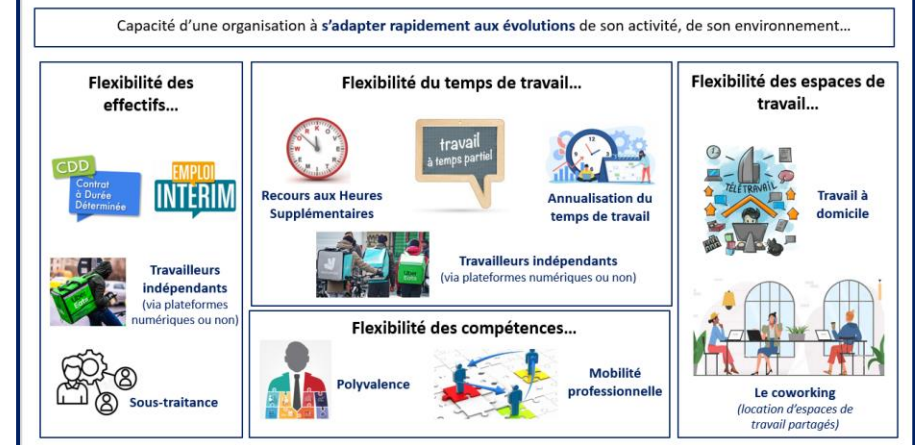 Capacité d'une organisation à s'adapter rapidement aux évolutions de son activité, de son environnement…
Flexibilité des
effectifs…
CDD
Contrat
à Durée
Déterminée
EMPLOI
INTÉRIM
Travailleurs
indépendants
(via plateformes
numériques ou non)
Sous-traitance
Flexibilité du temps de travail…
WORK
travail
à temps partiel
Recours aux Heures
Supplémentaires
Annualisation du
temps de travail
Travailleurs indépendants
(via plateformes numériques ou non)
Flexibilité des compétences…
Polyvalence
Mobilité
professionnelle
Flexibilité des espaces de
travail…
TÉLÉTRAVAIL
Travail à
domicile
Le coworking
(location d'espaces de
travail partagés)